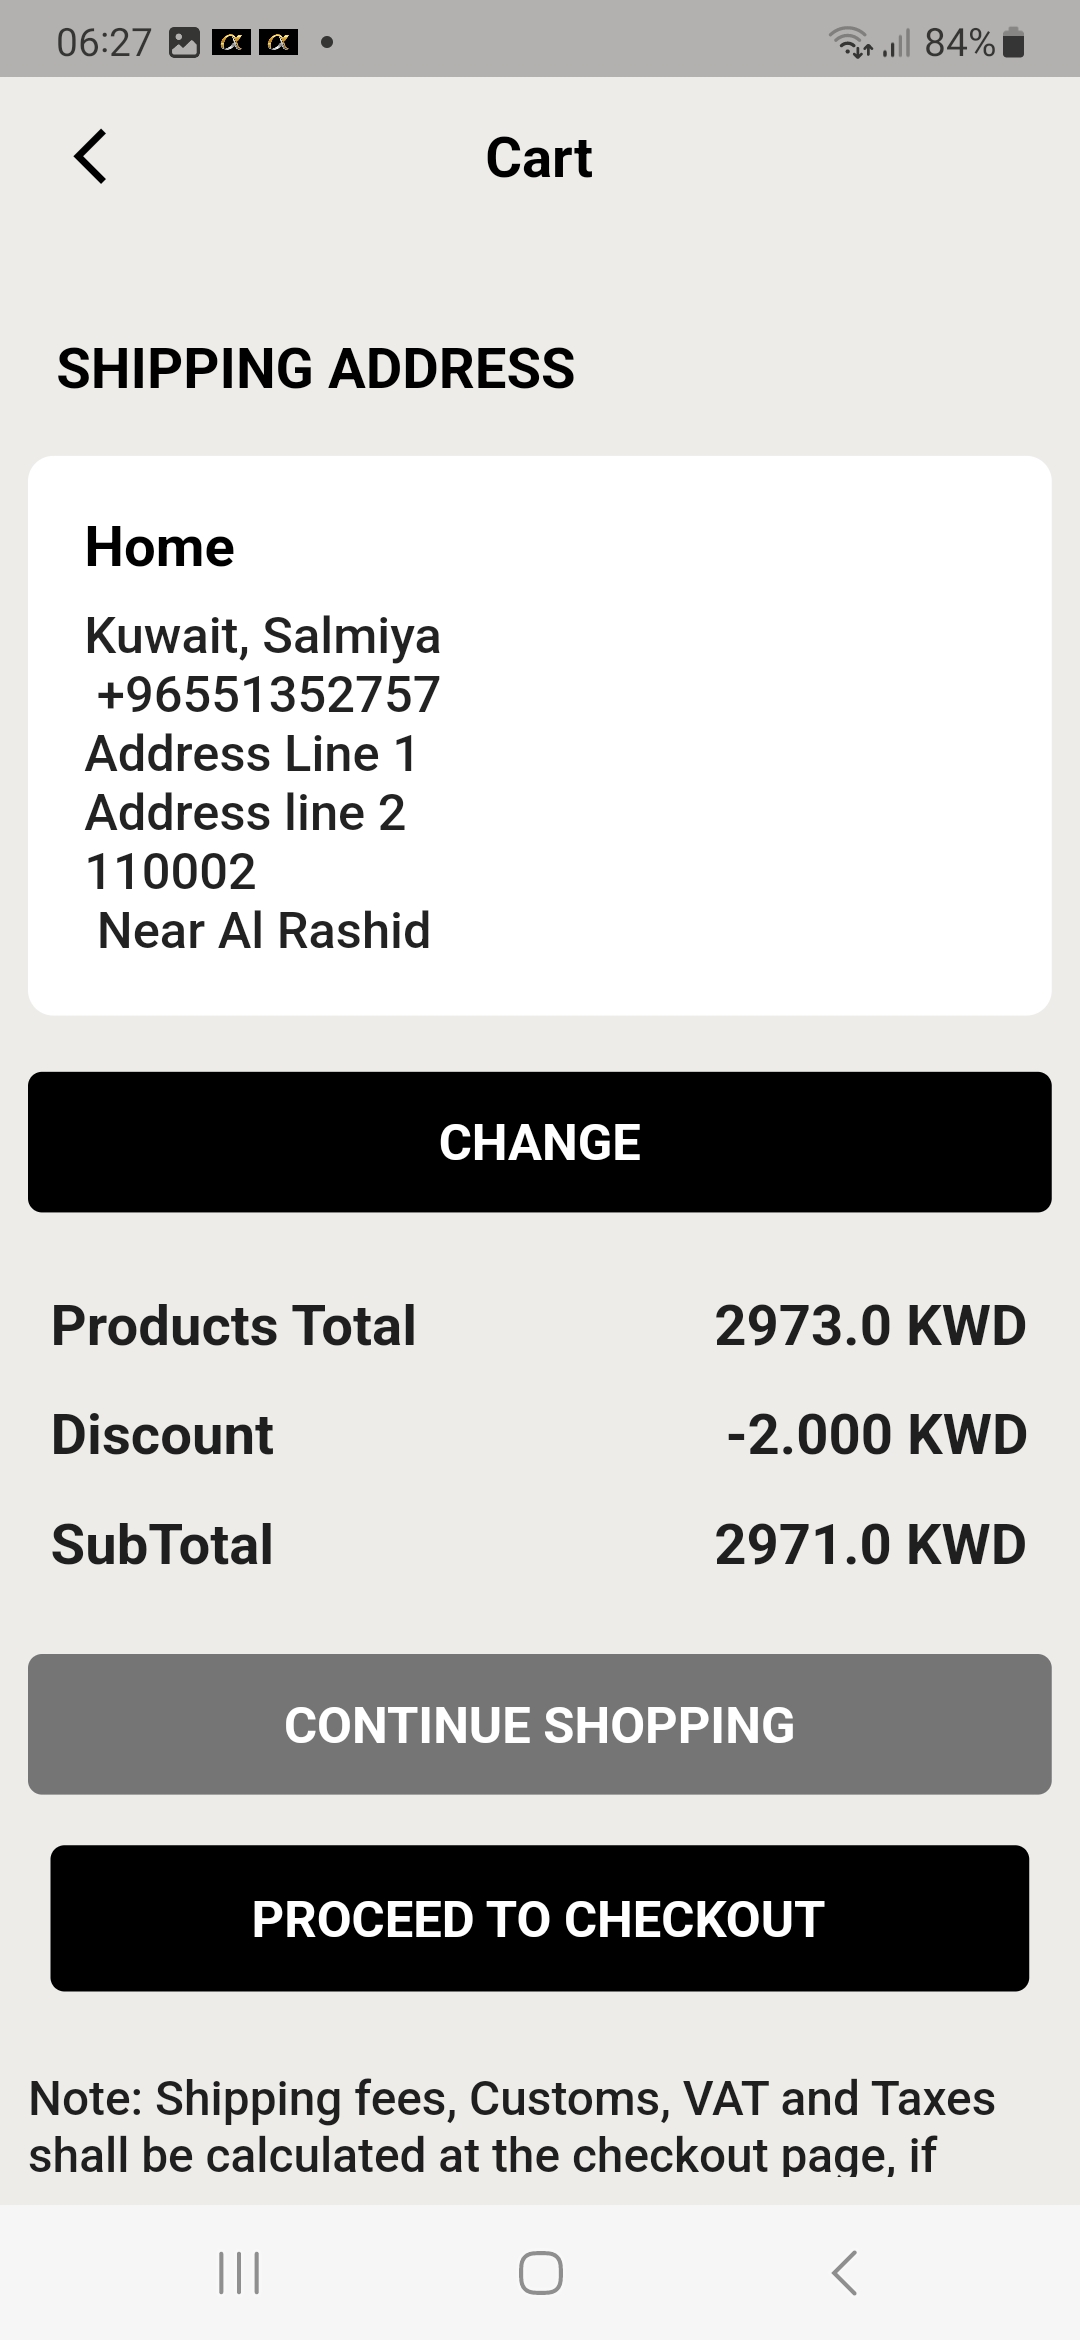 06:27
84%
Cart
SHIPPING ADDRESS
Home
Kuwait, Salmiya
+96551352757
Address Line 1
Address line 2
110002
Near Al Rashid
CHANGE
Products Total 2973.0 KWD
Discount -2.000 KWD
SubTotal 2971.0 KWD
CONTINUE SHOPPING
PROCEED TO CHECKOUT
Note: Shipping fees, Customs, VAT and Taxes
shall be calculated at the checkout page, if